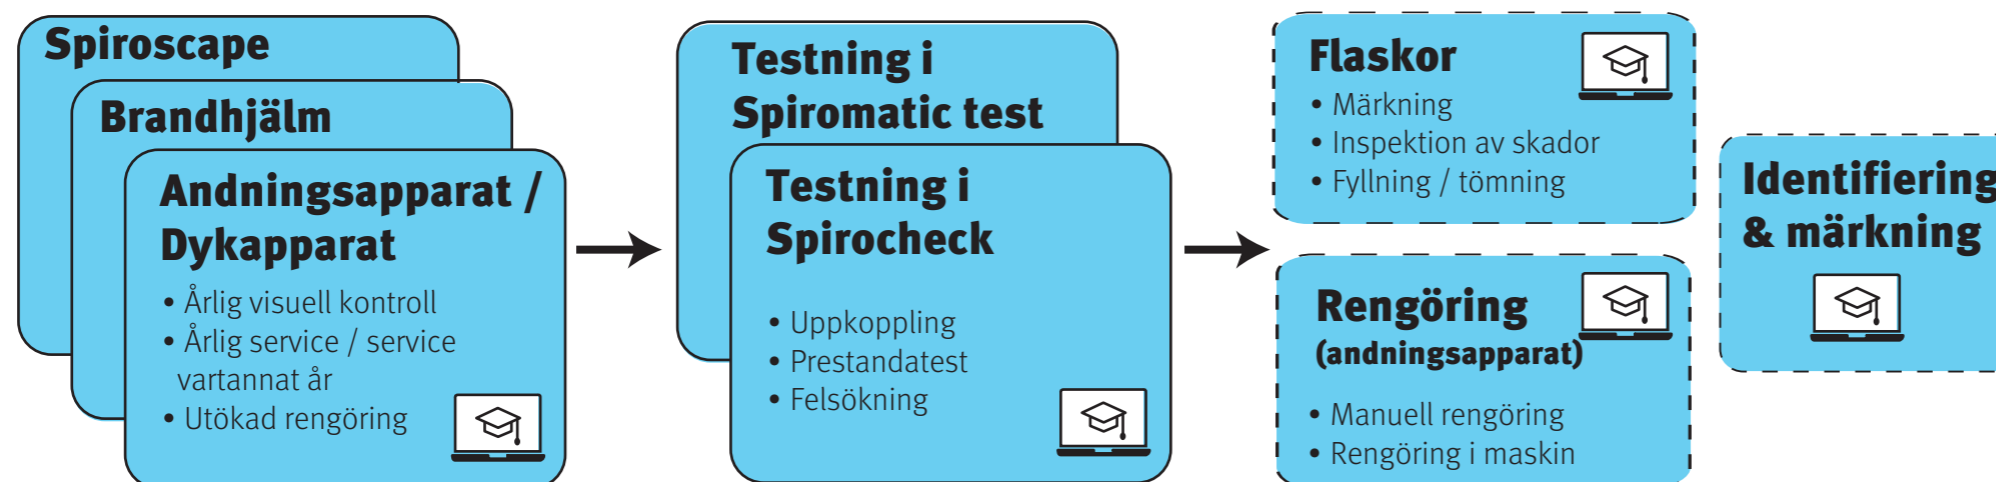 Spiroscape
Brandhjälm
Andningsapparat /
Dykapparat
• Årlig visuell kontroll
• Årlig service / service
vartannat år
• Utökad rengöring
Testning i
Spiromatic test
Testning i
Spirocheck
• Uppkoppling
• Prestandatest
• Felsökning
Flaskor
• Märkning
• Inspektion av skador
• Fyllning / tömning
Rengöring
(andningsapparat)
• Manuell rengöring
• Rengöring i maskin
Identifiering
& märkning